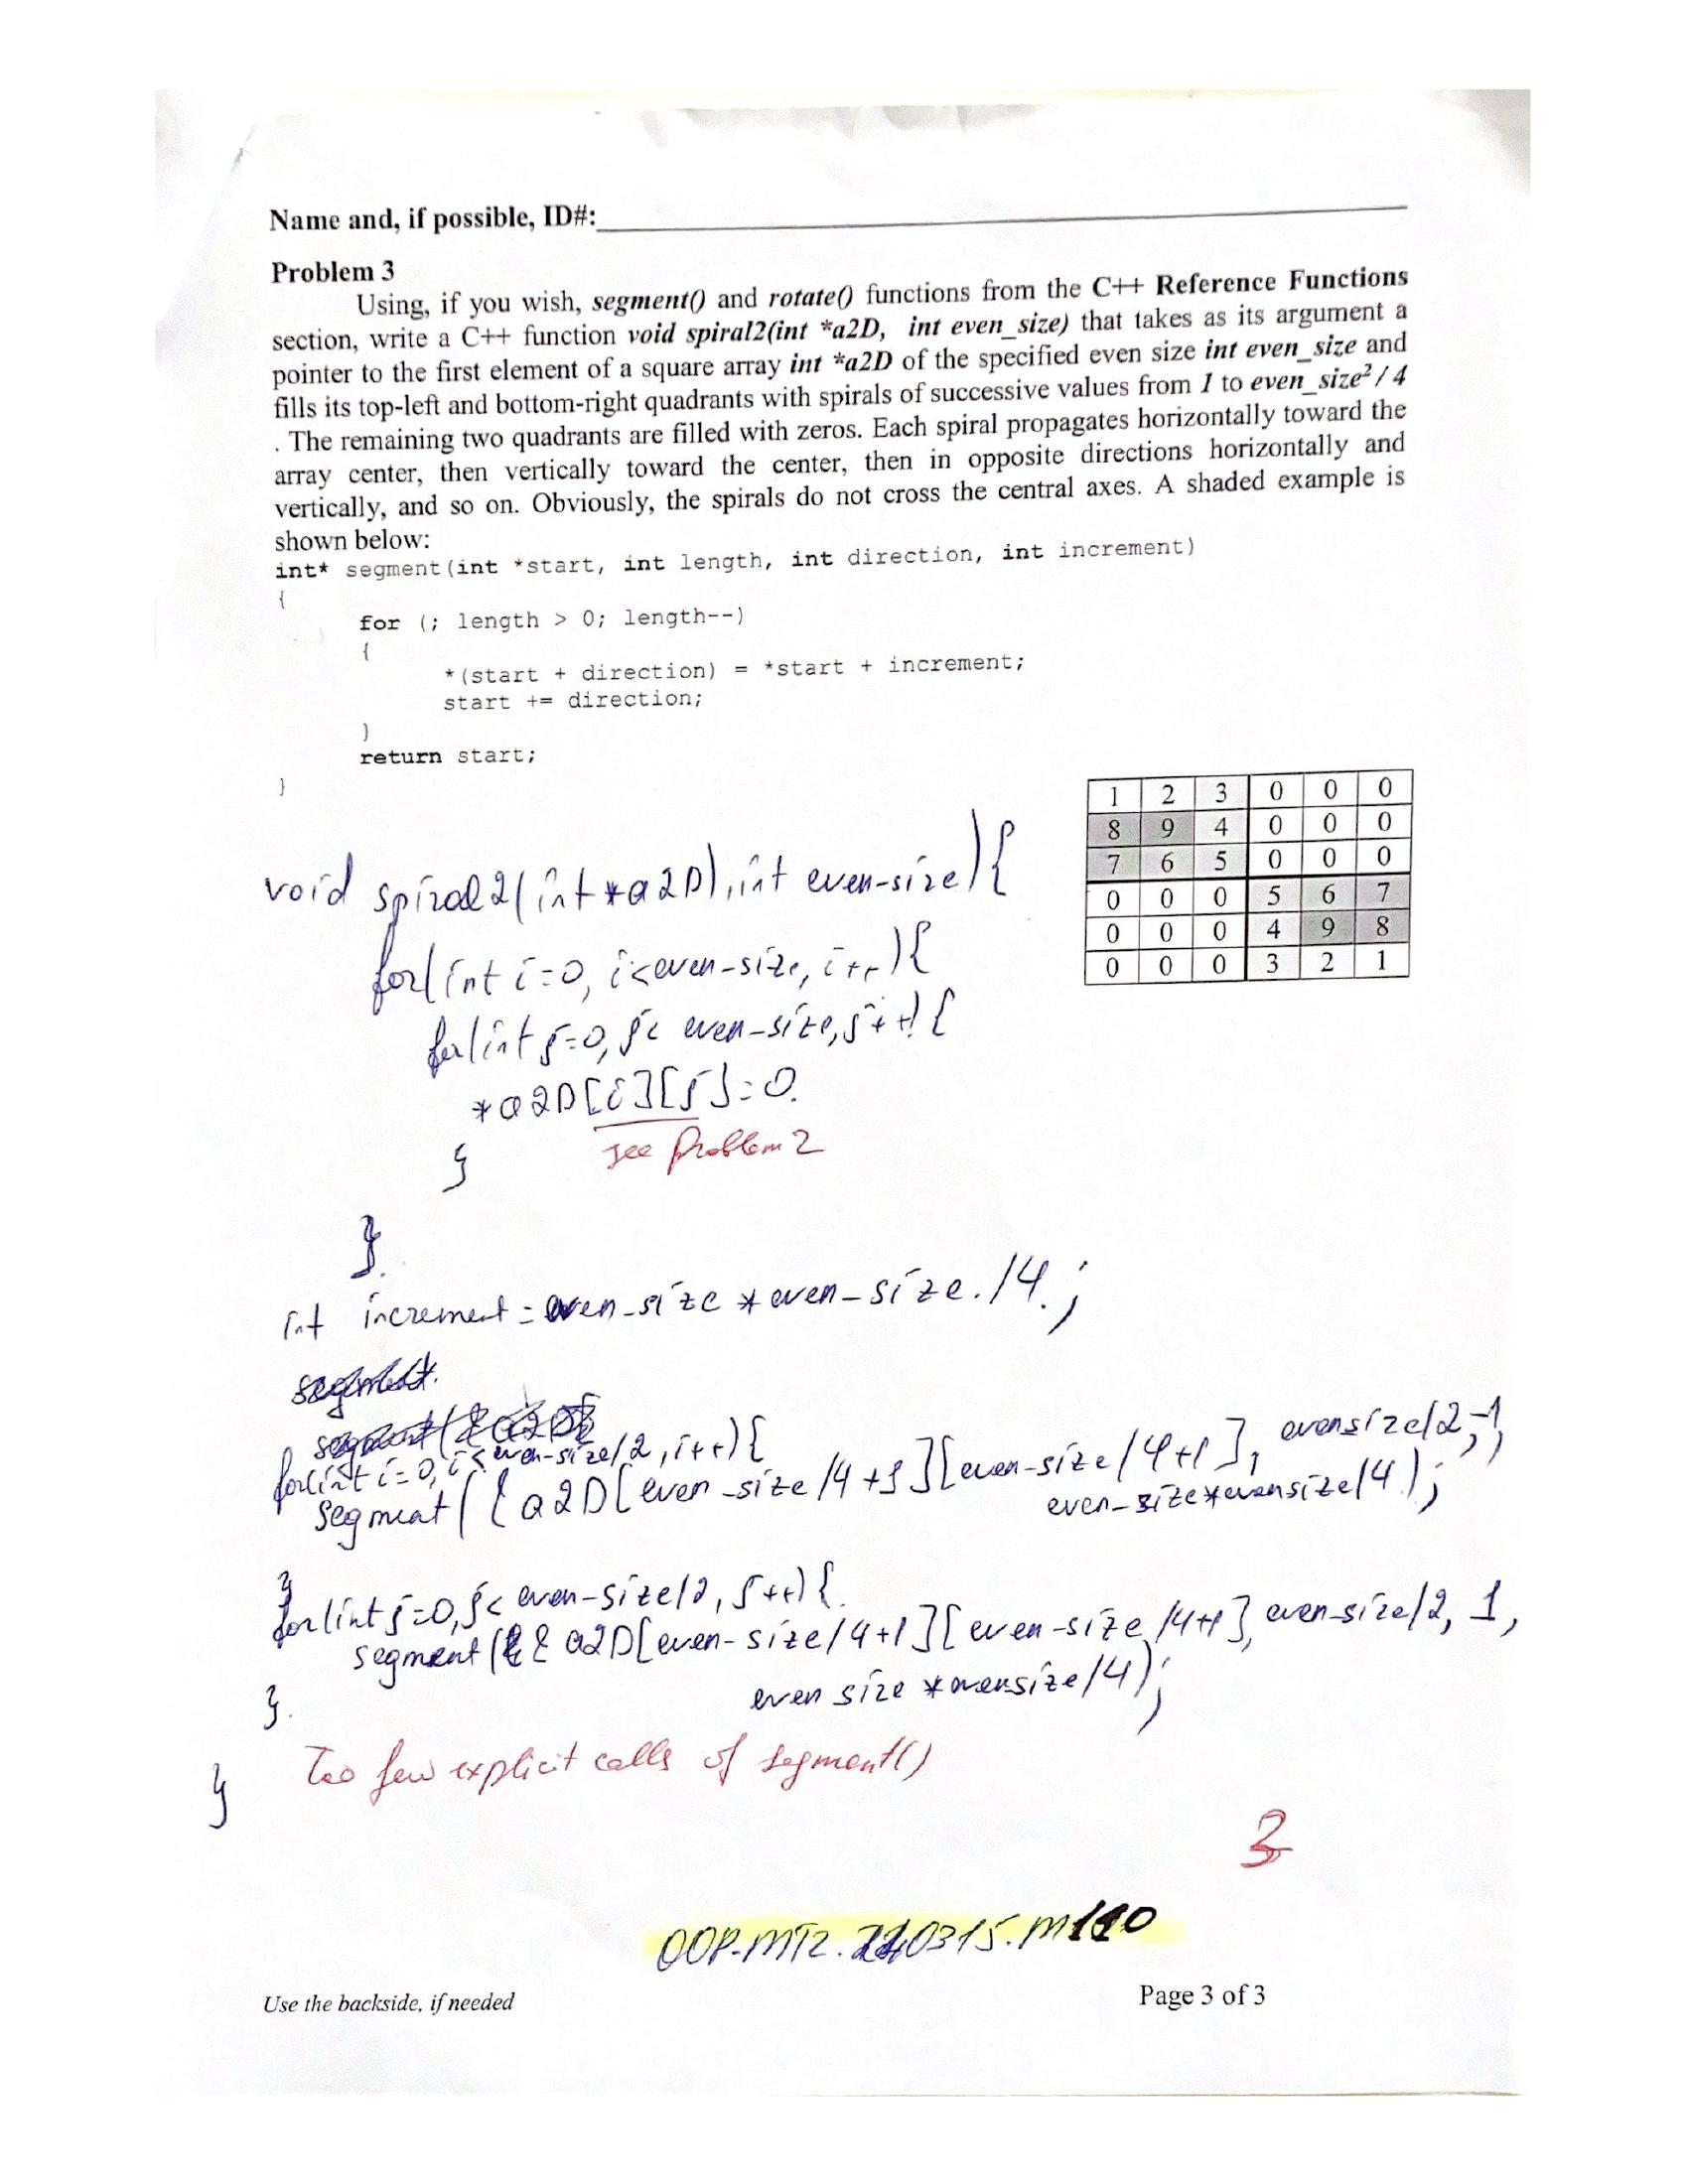 Name and, if possible, ID#:
Problem 3
Using, if you wish, segment() and rotate() functions from the C++ Reference Functions
section, write a C++ function void spiral2(int *a2D, int even_size) that takes as its argument a
pointer to the first element of a square array int *a2D of the specified even size int even_size and
fills its top-left and bottom-right quadrants with spirals of successive values from 1 to even_size²/4
. The remaining two quadrants are filled with zeros. Each spiral propagates horizontally toward the
array center, then vertically toward the center, then in opposite directions horizontally and
vertically, and so on. Obviously, the spirals do not cross the central axes. A shaded example is
shown below:
int* segment(int *start, int length, int direction, int increment)
{
for (; length > 0; length--)
{
*(start + direction) = *start + increment;
start += direction;
}
return start;
}
1 2 3 0 0 0
8 9 4 0 0 0
7 6 5 0 0 0
0 0 0 5 6 7
0 0 0 4 9 8
0 0 0 3 2 1
void spiral2(int *a2D), int even-size){
for(int i=0, i<even-size, i++){
for(int j=0, j< even-size, j++){
*a2D[i][j]=0.
see Problem 2
}
}.
int increment = even-size * even-size./4.;
for(int i=0, i<even-size/2, i++){
segment(&a2D[even-size/4+1][even-size/4+1], evensize/2,-1,
even-size*evensize/4);
}
for(int j=0, j< even-size/2, j++){.
segment(& a2D[even-size/4+1][even-size/4+1], even-size/2, 1,
even size * evensize/4);
}.
Too few explicit calls of segment()
}
3
OOP-MT2.220315.M110
Use the backside, if needed
Page 3 of 3